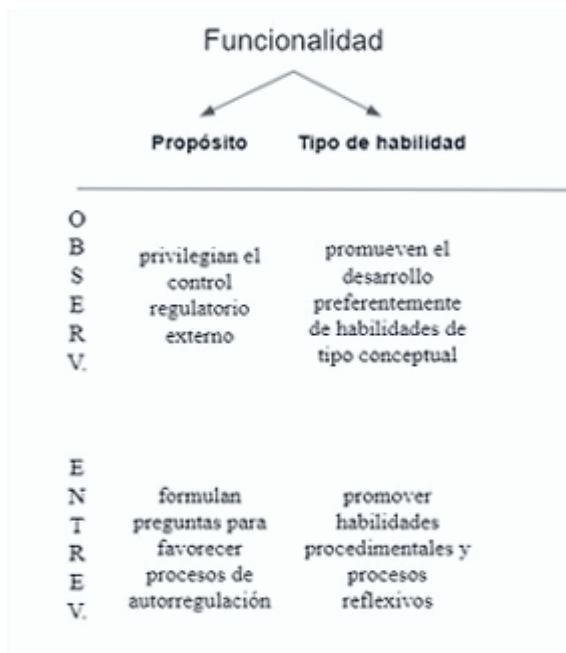 Funcionalidad
Propósito Tipo de habilidad
O
B
S
E
R
V.
privilegian el
control
regulatorio
externo
promueven el
desarrollo
preferentemente
de habilidades de
tipo conceptual
E
N
T
R
E
V.
formulan
preguntas para
favorecer
procesos de
autorregulación
promover
habilidades
procedimentales y
procesos
reflexivos